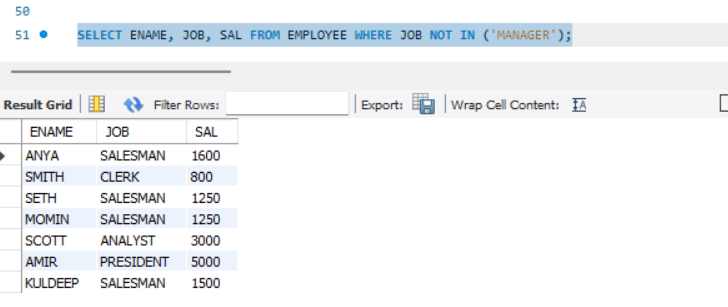 50
51 SELECT ENAME, JOB, SAL FROM EMPLOYEE WHERE JOB NOT IN ('MANAGER');
Result Grid Filter Rows: Export: Wrap Cell Content: IA
ENAME JOB SAL
ANYA SALESMAN 1600
SMITH CLERK 800
SETH SALESMAN 1250
MOMIN SALESMAN 1250
SCOTT ANALYST 3000
AMIR PRESIDENT 5000
KULDEEP SALESMAN 1500